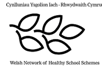 Cynlluniau Ysgolion Iach - Rhwydwaith Cymru
Welsh Network of Healthy School Schemes